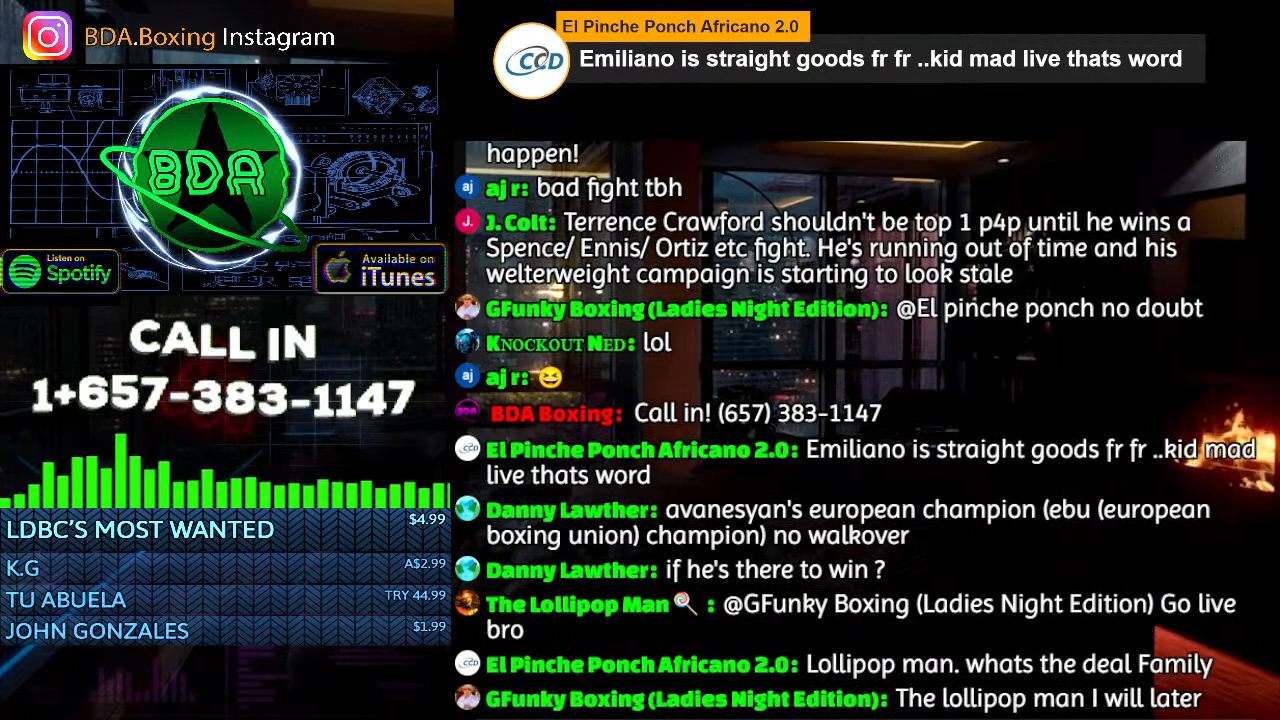 BDA.Boxing Instagram
BDA
Listen on
Spotify
Available on
iTunes
CALL IN
1+657-383-1147
LDBC'S MOST WANTED $4.99
K.G A$2.99
TU ABUELA TRY 44.99
JOHN GONZALES $1.99
El Pinche Ponch Africano 2.0
CCD
Emiliano is straight goods fr fr ..kid mad live thats word
happen!
aj aj r: bad fight tbh
J. J. Colt: Terrence Crawford shouldn't be top 1 p4p until he wins a
Spence/ Ennis/ Ortiz etc fight. He's running out of time and his
welterweight campaign is starting to look stale
GFunky Boxing (Ladies Night Edition): @El pinche ponch no doubt
Knockout Ned: lol
aj aj r: 😆
BDA BDA Boxing: Call in! (657) 383-1147
CCD El Pinche Ponch Africano 2.0: Emiliano is straight goods fr fr ..kid mad
live thats word
Danny Lawther: avanesyan's european champion (ebu (european
boxing union) champion) no walkover
Danny Lawther: if he's there to win ?
The Lollipop Man🍭 : @GFunky Boxing (Ladies Night Edition) Go live
bro
CCD El Pinche Ponch Africano 2.0: Lollipop man. whats the deal Family
GFunky Boxing (Ladies Night Edition): The lollipop man I will later